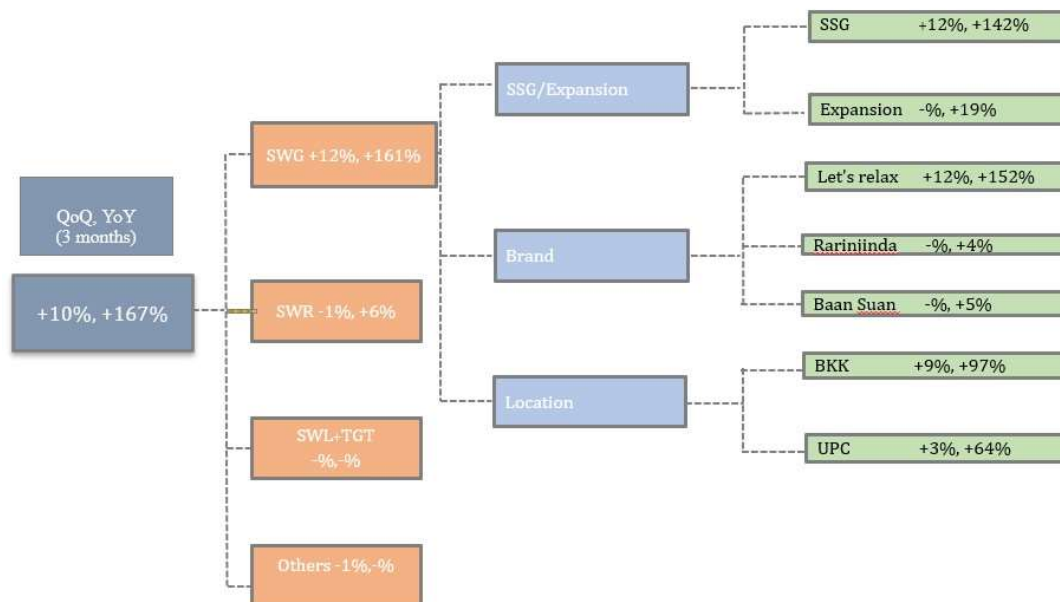 QoQ, YoY
(3 months)
+10%, +167%
SWG +12%, +161%
SWR -1%, +6%
SWL+TGT
-%,-%
Others -1%,-%
SSG/Expansion
Brand
Location
SSG +12%, +142%
Expansion -%, +19%
Let's relax +12%, +152%
Rarinjinda -%, +4%
Baan Suan -%, +5%
BKK +9%, +97%
UPC +3%, +64%